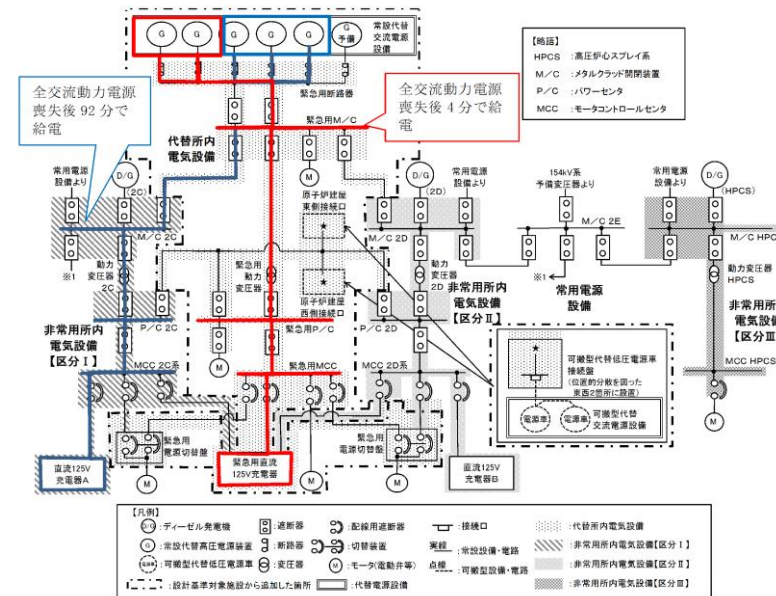 G
G
G
G
G
G
予備
常設代替
交流電源
設備
緊急用断路器
全交流動力電源
喪失後 92 分で
給電
全交流動力電源
喪失後 4 分で給
電
【略語】
HPCS :高圧炉心スプレイ系
M/C :メタルクラッド開閉装置
P/C :パワーセンタ
MCC :モータコントロールセンタ
緊急用M/C
代替所内
電気設備
常用電源
設備より
D/G
(2C)
M
原子炉建屋
東側接続口
D/G
(2D)
常用電源
設備より
154kV系
予備変圧器より
常用電源
設備より
D/G
(HPCS)
M/C 2C
M/C 2D
M/C 2E
M/C HPC
※1
動力
変圧器
2C
緊急用
動力
変圧器
原子炉建屋
西側接続口
動力
変圧器
2D
※1
動力変圧器
HPCS
非常用所内
電気設備
【区分Ⅰ】
P/C 2C
緊急用P/C
P/C 2D
非常用所内
電気設備
【区分Ⅱ】
常用電源
設備
非常用所
電気設
【区分Ⅲ
M
MCC 2C系
緊急用MCC
MCC 2D系
MCC HPCS
可搬型代替低圧電源車
接続盤
(位置的分散を図った
東西2箇所に設置)
電源車
電源車
可搬型代替
交流電源設備
M
直流125V
充電器A
緊急用
電源切替盤
緊急用直流
125V充電器
緊急用
電源切替盤
直流125V
充電器B
M
M
M
M
【凡例】
D/G :ディーゼル発電機
:遮断器
:配線用遮断器
:接続口
:代替所内電気設備
G :常設代替高圧電源装置
:断路器
:切替装置
実線 :常設設備・電路
:非常用所内電気設備【区分Ⅰ】
電源車 :可搬型代替低圧電源車
:変圧器
M :モータ(電動弁等)
点線 :可搬型設備・電路
:非常用所内電気設備【区分Ⅱ】
:設計基準対象施設から追加した箇所
:代替電源設備
:非常用所内電気設備【区分Ⅲ】